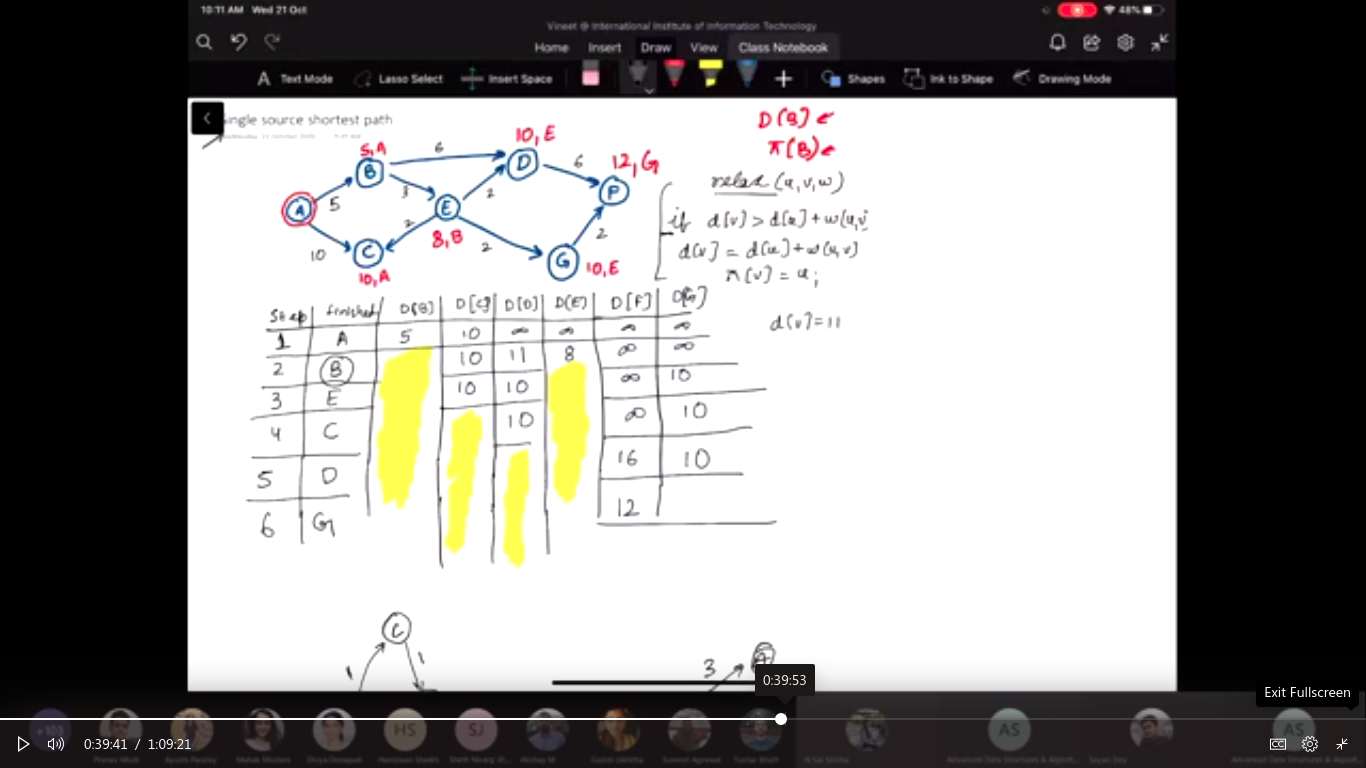 10:11 AM Wed 21 Oct
48%
Vineet @ International Institute of Information Technology
Home Insert Draw View Class Notebook
Text Mode Lasso Select Insert Space Shapes Ink to Shape Drawing Mode
ingle source shortest path
D(B)
π(B)
5,A
6
10,E
6
12,G
B
D
F
3
2
A
5
E
2
2
10
C
8,B
2
G
10,A
10,E
relax (u,v,w)
if d[v] > d[u] + w(u,v)
d[v] = d[u] + w(u,v)
π[v] = u;
d[v] = 11
Step finished D[B] D[C] D[D] D[E] D[F] D[G]
1 A 5 10 ∞ ∞ ∞ ∞
2 B 10 11 8 ∞ ∞
3 E 10 10 ∞ 10
4 C 10 ∞ 10
5 D 16 10
6 G 12
C
1 1
3
0:39:53
Exit Fullscreen
HS SJ AS AS
0:39:41 / 1:09:21
CC